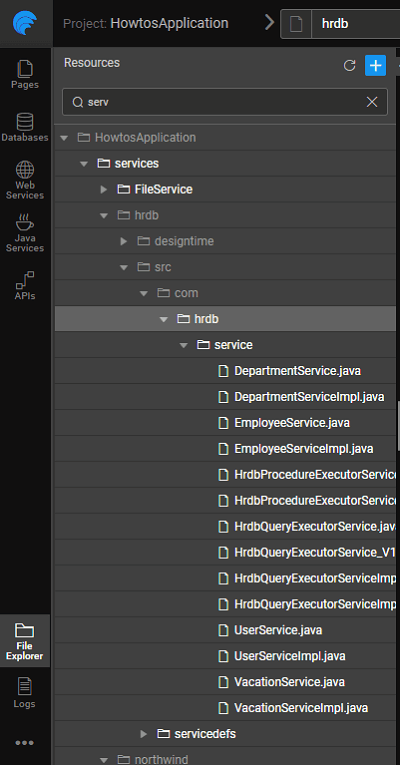 Project: HowtosApplication
hrdb
Resources
serv
Pages
Databases
Web
Services
Java
Services
APIs
HowtosApplication
services
FileService
hrdb
designtime
src
com
hrdb
service
DepartmentService.java
DepartmentServiceImpl.java
EmployeeService.java
EmployeeServiceImpl.java
HrdbProcedureExecutorService
HrdbProcedureExecutorService
HrdbQueryExecutorService.jav
HrdbQueryExecutorService_V1
HrdbQueryExecutorServiceImp
HrdbQueryExecutorServiceImp
UserService.java
UserServiceImpl.java
VacationService.java
VacationServiceImpl.java
servicedefs
northwind
File
Explorer
Logs